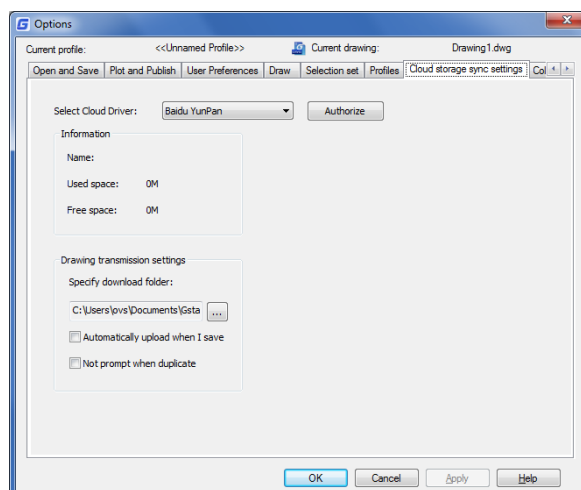 Options
Current profile: <<Unnamed Profile>> Current drawing: Drawing1.dwg
Open and Save Plot and Publish User Preferences Draw Selection set Profiles Cloud storage sync settings Col
Select Cloud Driver: Baidu YunPan Authorize
Information
Name:
Used space: 0M
Free space: 0M
Drawing transmission settings
Specify download folder:
C:\Users\pvs\Documents\Gsta ...
Automatically upload when I save
Not prompt when duplicate
OK Cancel Apply Help